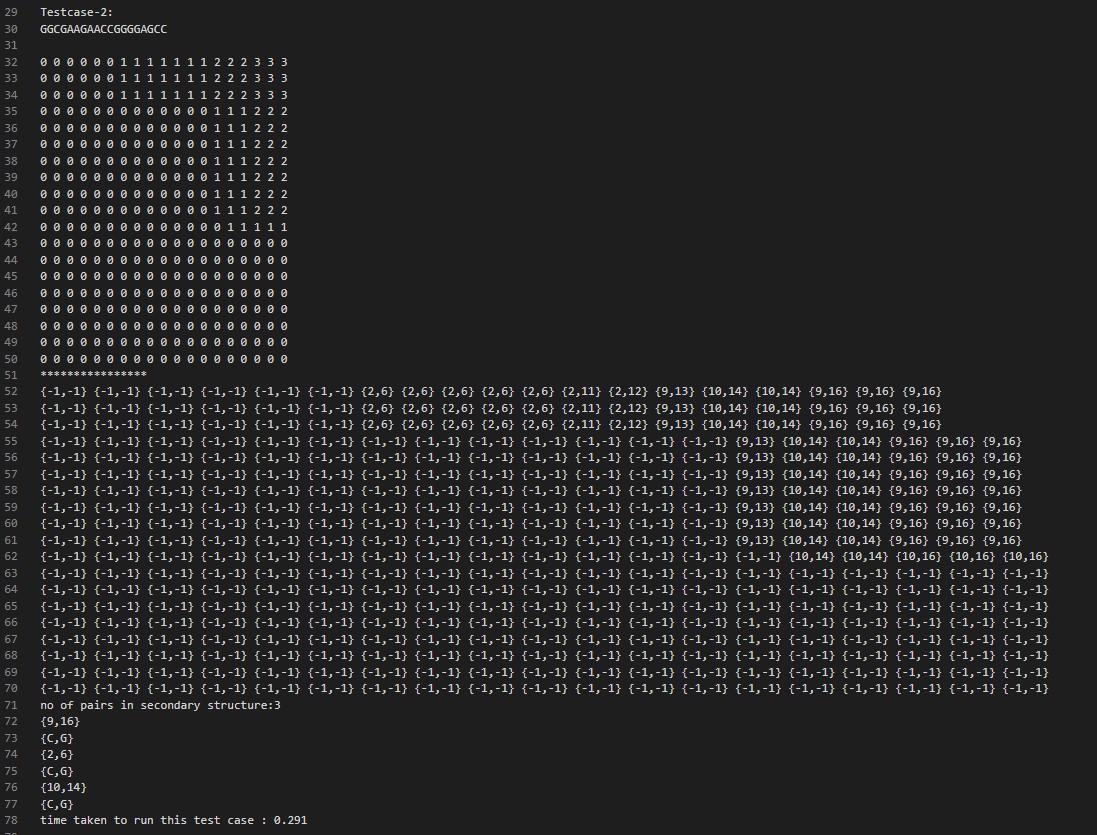 29 Testcase-2:
30 GGCGAAGAACCGGGGAGCC
31
32 0 0 0 0 0 0 1 1 1 1 1 1 1 2 2 2 3 3 3
33 0 0 0 0 0 0 1 1 1 1 1 1 1 2 2 2 3 3 3
34 0 0 0 0 0 0 1 1 1 1 1 1 1 2 2 2 3 3 3
35 0 0 0 0 0 0 0 0 0 0 0 0 0 1 1 1 2 2 2
36 0 0 0 0 0 0 0 0 0 0 0 0 0 1 1 1 2 2 2
37 0 0 0 0 0 0 0 0 0 0 0 0 0 1 1 1 2 2 2
38 0 0 0 0 0 0 0 0 0 0 0 0 0 1 1 1 2 2 2
39 0 0 0 0 0 0 0 0 0 0 0 0 0 1 1 1 2 2 2
40 0 0 0 0 0 0 0 0 0 0 0 0 0 1 1 1 2 2 2
41 0 0 0 0 0 0 0 0 0 0 0 0 0 1 1 1 2 2 2
42 0 0 0 0 0 0 0 0 0 0 0 0 0 0 1 1 1 1 1
43 0 0 0 0 0 0 0 0 0 0 0 0 0 0 0 0 0 0 0
44 0 0 0 0 0 0 0 0 0 0 0 0 0 0 0 0 0 0 0
45 0 0 0 0 0 0 0 0 0 0 0 0 0 0 0 0 0 0 0
46 0 0 0 0 0 0 0 0 0 0 0 0 0 0 0 0 0 0 0
47 0 0 0 0 0 0 0 0 0 0 0 0 0 0 0 0 0 0 0
48 0 0 0 0 0 0 0 0 0 0 0 0 0 0 0 0 0 0 0
49 0 0 0 0 0 0 0 0 0 0 0 0 0 0 0 0 0 0 0
50 0 0 0 0 0 0 0 0 0 0 0 0 0 0 0 0 0 0 0
51 ****************
52 {-1,-1} {-1,-1} {-1,-1} {-1,-1} {-1,-1} {-1,-1} {2,6} {2,6} {2,6} {2,6} {2,6} {2,11} {2,12} {9,13} {10,14} {10,14} {9,16} {9,16} {9,16}
53 {-1,-1} {-1,-1} {-1,-1} {-1,-1} {-1,-1} {-1,-1} {2,6} {2,6} {2,6} {2,6} {2,6} {2,11} {2,12} {9,13} {10,14} {10,14} {9,16} {9,16} {9,16}
54 {-1,-1} {-1,-1} {-1,-1} {-1,-1} {-1,-1} {-1,-1} {2,6} {2,6} {2,6} {2,6} {2,6} {2,11} {2,12} {9,13} {10,14} {10,14} {9,16} {9,16} {9,16}
55 {-1,-1} {-1,-1} {-1,-1} {-1,-1} {-1,-1} {-1,-1} {-1,-1} {-1,-1} {-1,-1} {-1,-1} {-1,-1} {-1,-1} {-1,-1} {9,13} {10,14} {10,14} {9,16} {9,16} {9,16}
56 {-1,-1} {-1,-1} {-1,-1} {-1,-1} {-1,-1} {-1,-1} {-1,-1} {-1,-1} {-1,-1} {-1,-1} {-1,-1} {-1,-1} {-1,-1} {9,13} {10,14} {10,14} {9,16} {9,16} {9,16}
57 {-1,-1} {-1,-1} {-1,-1} {-1,-1} {-1,-1} {-1,-1} {-1,-1} {-1,-1} {-1,-1} {-1,-1} {-1,-1} {-1,-1} {-1,-1} {9,13} {10,14} {10,14} {9,16} {9,16} {9,16}
58 {-1,-1} {-1,-1} {-1,-1} {-1,-1} {-1,-1} {-1,-1} {-1,-1} {-1,-1} {-1,-1} {-1,-1} {-1,-1} {-1,-1} {-1,-1} {9,13} {10,14} {10,14} {9,16} {9,16} {9,16}
59 {-1,-1} {-1,-1} {-1,-1} {-1,-1} {-1,-1} {-1,-1} {-1,-1} {-1,-1} {-1,-1} {-1,-1} {-1,-1} {-1,-1} {-1,-1} {9,13} {10,14} {10,14} {9,16} {9,16} {9,16}
60 {-1,-1} {-1,-1} {-1,-1} {-1,-1} {-1,-1} {-1,-1} {-1,-1} {-1,-1} {-1,-1} {-1,-1} {-1,-1} {-1,-1} {-1,-1} {9,13} {10,14} {10,14} {9,16} {9,16} {9,16}
61 {-1,-1} {-1,-1} {-1,-1} {-1,-1} {-1,-1} {-1,-1} {-1,-1} {-1,-1} {-1,-1} {-1,-1} {-1,-1} {-1,-1} {-1,-1} {9,13} {10,14} {10,14} {9,16} {9,16} {9,16}
62 {-1,-1} {-1,-1} {-1,-1} {-1,-1} {-1,-1} {-1,-1} {-1,-1} {-1,-1} {-1,-1} {-1,-1} {-1,-1} {-1,-1} {-1,-1} {-1,-1} {10,14} {10,14} {10,16} {10,16} {10,16}
63 {-1,-1} {-1,-1} {-1,-1} {-1,-1} {-1,-1} {-1,-1} {-1,-1} {-1,-1} {-1,-1} {-1,-1} {-1,-1} {-1,-1} {-1,-1} {-1,-1} {-1,-1} {-1,-1} {-1,-1} {-1,-1} {-1,-1}
64 {-1,-1} {-1,-1} {-1,-1} {-1,-1} {-1,-1} {-1,-1} {-1,-1} {-1,-1} {-1,-1} {-1,-1} {-1,-1} {-1,-1} {-1,-1} {-1,-1} {-1,-1} {-1,-1} {-1,-1} {-1,-1} {-1,-1}
65 {-1,-1} {-1,-1} {-1,-1} {-1,-1} {-1,-1} {-1,-1} {-1,-1} {-1,-1} {-1,-1} {-1,-1} {-1,-1} {-1,-1} {-1,-1} {-1,-1} {-1,-1} {-1,-1} {-1,-1} {-1,-1} {-1,-1}
66 {-1,-1} {-1,-1} {-1,-1} {-1,-1} {-1,-1} {-1,-1} {-1,-1} {-1,-1} {-1,-1} {-1,-1} {-1,-1} {-1,-1} {-1,-1} {-1,-1} {-1,-1} {-1,-1} {-1,-1} {-1,-1} {-1,-1}
67 {-1,-1} {-1,-1} {-1,-1} {-1,-1} {-1,-1} {-1,-1} {-1,-1} {-1,-1} {-1,-1} {-1,-1} {-1,-1} {-1,-1} {-1,-1} {-1,-1} {-1,-1} {-1,-1} {-1,-1} {-1,-1} {-1,-1}
68 {-1,-1} {-1,-1} {-1,-1} {-1,-1} {-1,-1} {-1,-1} {-1,-1} {-1,-1} {-1,-1} {-1,-1} {-1,-1} {-1,-1} {-1,-1} {-1,-1} {-1,-1} {-1,-1} {-1,-1} {-1,-1} {-1,-1}
69 {-1,-1} {-1,-1} {-1,-1} {-1,-1} {-1,-1} {-1,-1} {-1,-1} {-1,-1} {-1,-1} {-1,-1} {-1,-1} {-1,-1} {-1,-1} {-1,-1} {-1,-1} {-1,-1} {-1,-1} {-1,-1} {-1,-1}
70 {-1,-1} {-1,-1} {-1,-1} {-1,-1} {-1,-1} {-1,-1} {-1,-1} {-1,-1} {-1,-1} {-1,-1} {-1,-1} {-1,-1} {-1,-1} {-1,-1} {-1,-1} {-1,-1} {-1,-1} {-1,-1} {-1,-1}
71 no of pairs in secondary structure:3
72 {9,16}
73 {C,G}
74 {2,6}
75 {C,G}
76 {10,14}
77 {C,G}
78 time taken to run this test case : 0.291